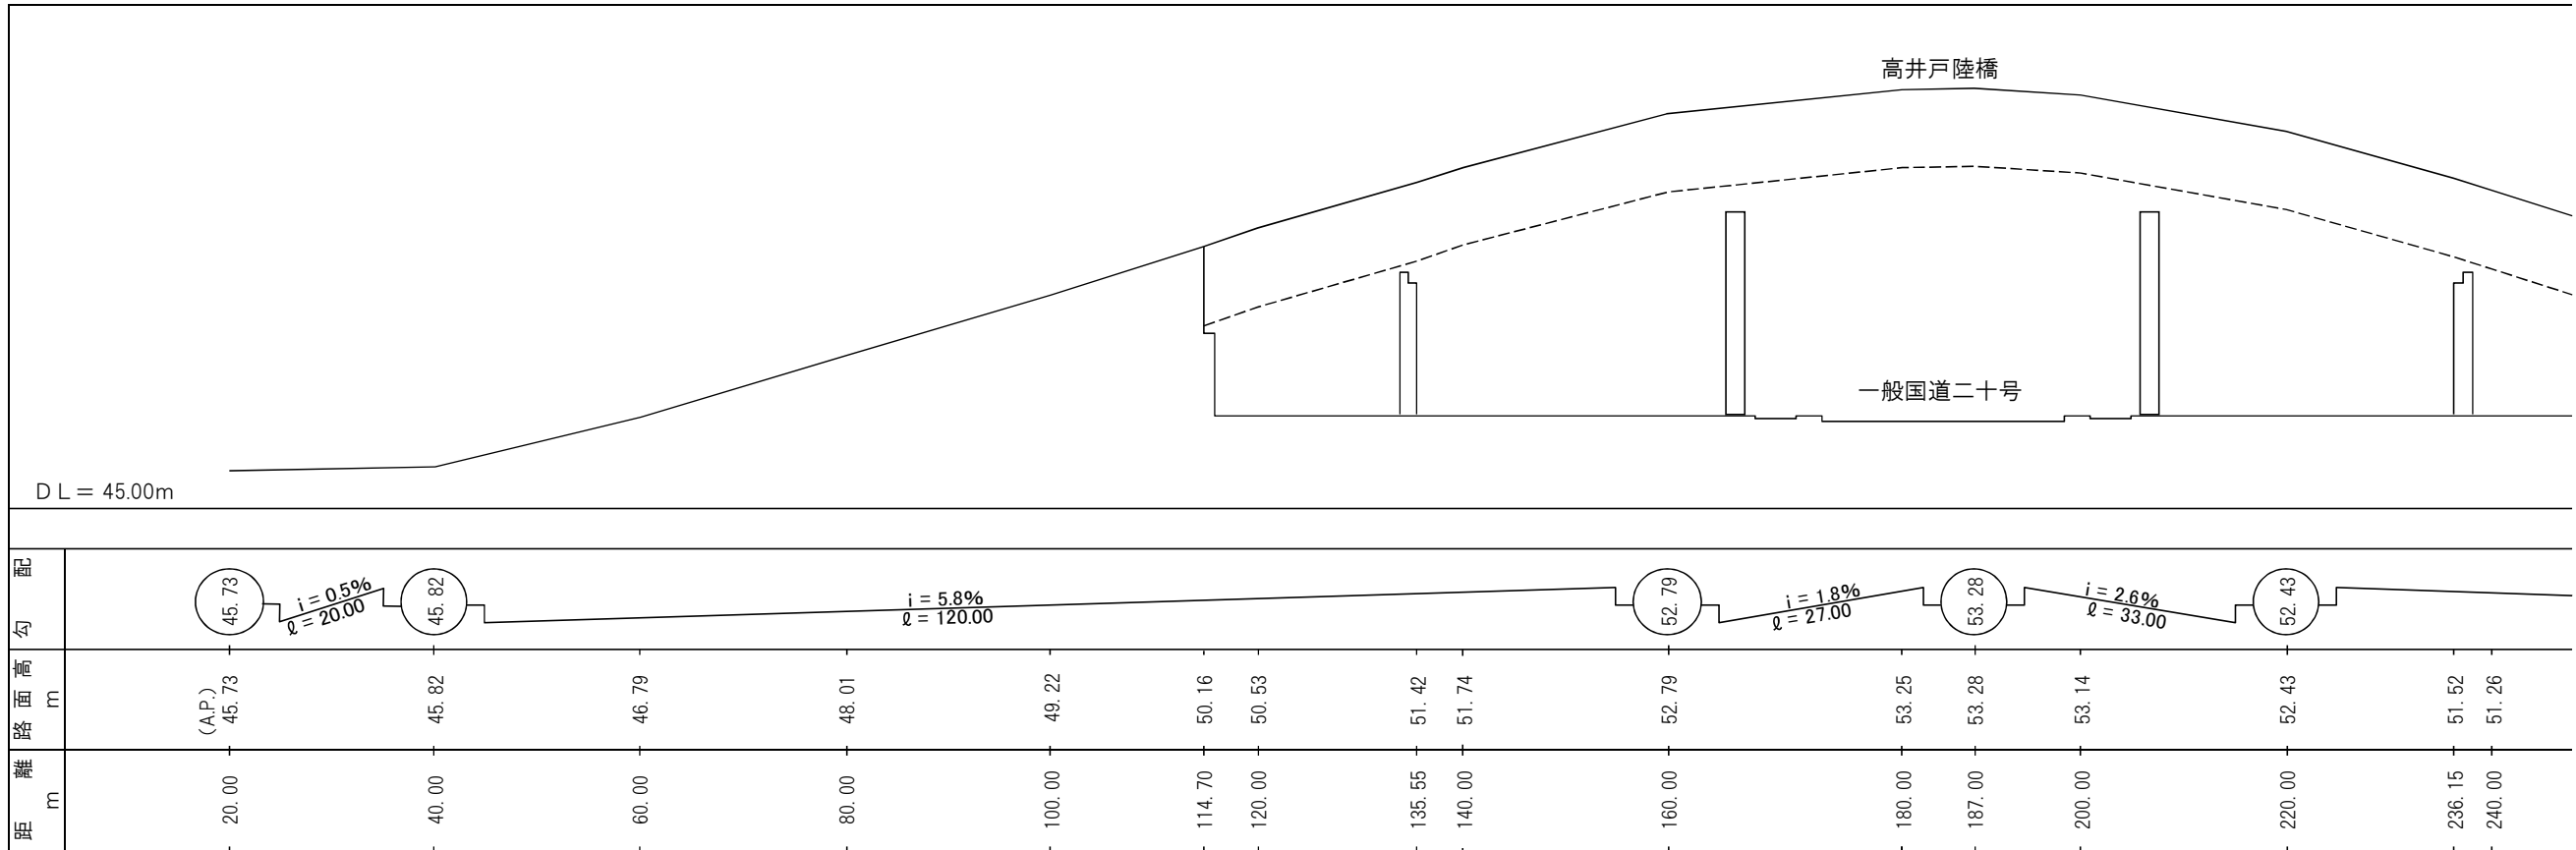 高井戸陸橋
一般国道二十号
DL＝45.00m
勾配
45.73
i = 0.5%
ℓ = 20.00
45.82
i = 5.8%
ℓ = 120.00
52.79
i = 1.8%
ℓ = 27.00
53.28
i = 2.6%
ℓ = 33.00
52.43
路面高 m
(A.P.)
45.73
45.82
46.79
48.01
49.22
50.16
50.53
51.42
51.74
52.79
53.25
53.28
53.14
52.43
51.52
51.26
距離 m
20.00
40.00
60.00
80.00
100.00
114.70
120.00
135.55
140.00
160.00
180.00
187.00
200.00
220.00
236.15
240.00